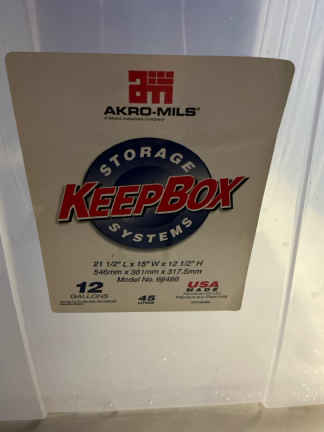 AKRO-MILS®
STORAGE
KEEPBOX
SYSTEMS
21 1/2" L x 15" W x 12 1/2" H
546mm x 381mm x 317.5mm
Model No. 66486
12
GALLONS
45
LITERS
USA
MADE